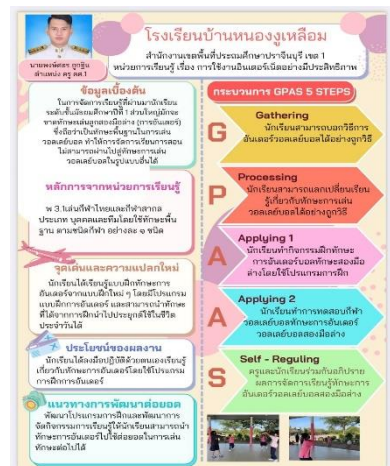 โรงเรียนบ้านหนองงูเหลือม
สำนักงานเขตพื้นที่ประถมศึกษาปราจีนบุรี เขต 1
หน่วยการเรียนรู้ เรื่อง การใช้งานอินเตอร์เน็ตอย่างมีประสิทธิภาพ
ตำแหน่ง ครู คศ.1
ข้อมูลเบื้องต้น
ในการจัดการเรียนรู้ที่ผ่านมานักเรียน
ระดับชั้นมัธยมศึกษาปีที่ 1 ส่วนใหญ่มักจะ
ขาดทักษะเล่นลูกสองมือล่าง (การอันเดอร์)
ซึ่งถือว่าเป็นทักษะพื้นฐานในการเล่น
วอลเลย์บอล ทำให้การจัดการเรียนการสอน
ไม่สามารถผ่านไปสู่ทักษะการเล่น
วอลเลย์บอลในรูปแบบอื่นได้
หลักการจากหน่วยการเรียนรู้
พ 3.1เล่นกีฬาไทยและกีฬาสากล
ประเภท บุคคลและทีมโดยใช้ทักษะพื้น
ฐาน ตามชนิดกีฬา อย่างละ ๑ ชนิด
จุดเด่นและความแปลกใหม่
นักเรียนได้เรียนรู้แบบฝึกทักษะ
การอันเดอร์จากแบบฝึกใหม่ ๆ โดยมีโปรแกรม
แบบฝึกการอันเดอร์ และสามารถนำทักษะ
ที่ได้จากการฝึกนำไปประยุกต์ใช้ในชีวิต
ประจำวันได้
ประโยชน์ของผลงาน
นักเรียนได้ลงมือปฏิบัติด้วยตนเองเรียนรู้
เกี่ยวกับทักษะการอันเดอร์โดยใช้โปรแกรม
การฝึกการอันเดอร์
แนวทางการพัฒนาต่อยอด
พัฒนาโปรแกรมการฝึกและพัฒนาการ
จัดกิจกรรมการเรียนรู้ให้นักเรียนสามารถนำ
ทักษะการอันเดอร์ไปใช้ต่อยอดในการเล่น
ทักษะต่อไปได้
กระบวนการ GPAS 5 STEPS
G
Gathering
นักเรียนสามารถบอกวิธีการ
อันเดอร์วอลเลย์บอลได้อย่างถูกวิธี
P
Processing
นักเรียนสามารถแลกเปลี่ยนเรียน
รู้เกี่ยวกับทักษะการเล่น
วอลเลย์บอลได้อย่างถูกวิธี
A
Applying 1
นักเรียนทำกิจกรรมฝึกทักษะ
การอันเดอร์บอลทักษะสองมือ
ล่างโดยใช้โปรแกรมการฝึก
A
Applying 2
นักเรียนทำการทดสอบกีฬา
วอลเลย์บอลทักษะการอันเดอร์
วอลเลย์บอลสองมือล่าง
S
Self - Reguling
ครูและนักเรียนร่วมกันอภิปราย
ผลการจัดการเรียนรู้ทักษะการ
อันเดอร์วอลเลย์บอลสองมือล่าง